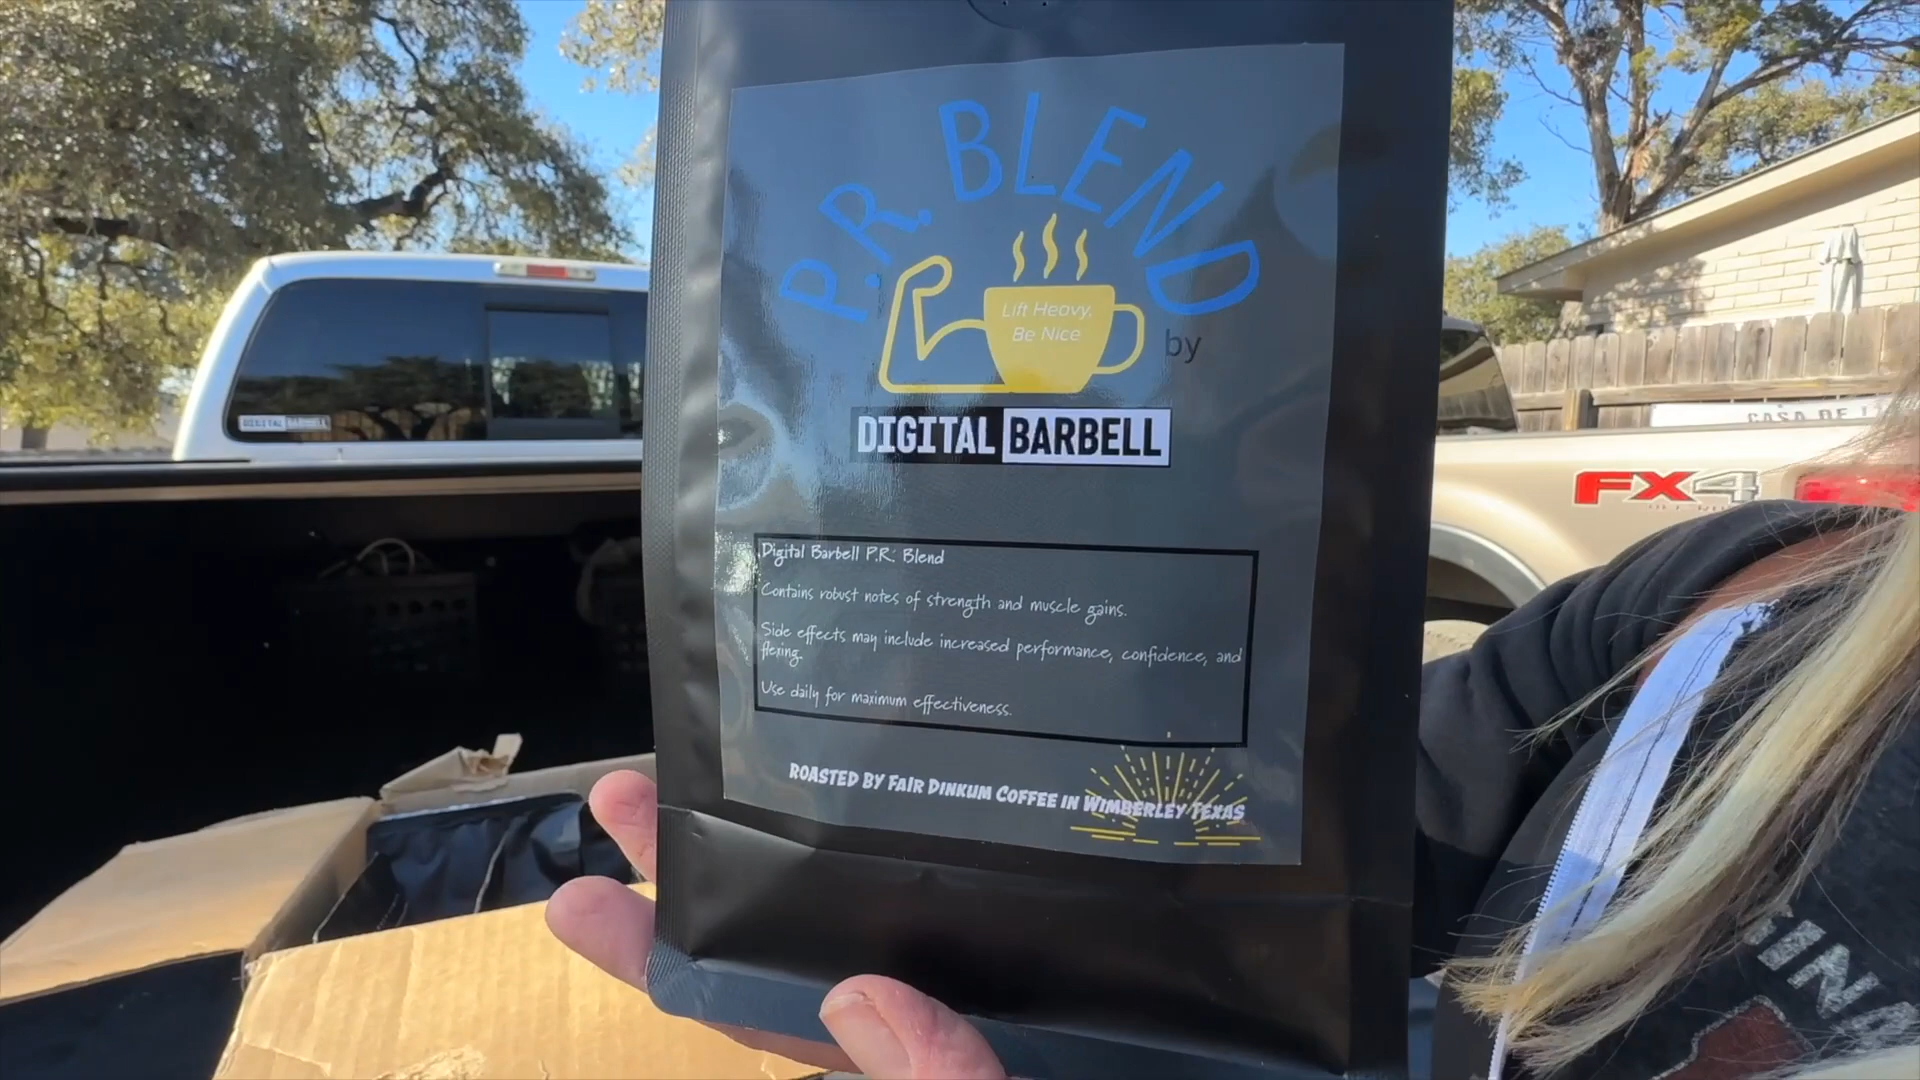 P.R. BLEND
Lift Heavy,
Be Nice
by
DIGITAL BARBELL
Digital Barbell P.R. Blend
Contains robust notes of strength and muscle gains.
Side effects may include increased performance, confidence, and
flexing.
Use daily for maximum effectiveness.
ROASTED BY FAIR DINKUM COFFEE IN WIMBERLEY TEXAS
DIGITAL BARBELL
CASA DE
FX4